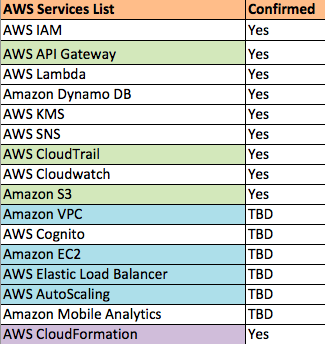 AWS Services List Confirmed
AWS IAM Yes
AWS API Gateway Yes
AWS Lambda Yes
Amazon Dynamo DB Yes
AWS KMS Yes
AWS SNS Yes
AWS CloudTrail Yes
AWS Cloudwatch Yes
Amazon S3 Yes
Amazon VPC TBD
AWS Cognito TBD
Amazon EC2 TBD
AWS Elastic Load Balancer TBD
AWS AutoScaling TBD
Amazon Mobile Analytics TBD
AWS CloudFormation Yes